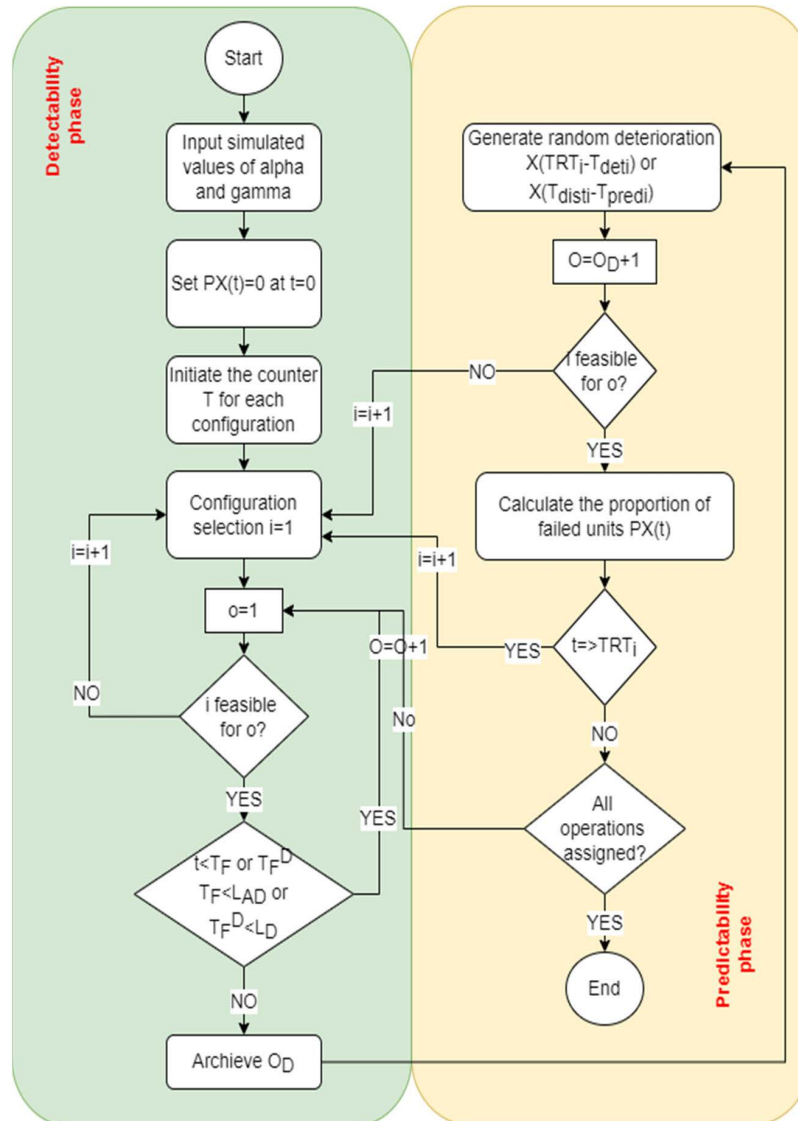 Detectability
phase
Start
Input simulated
values of alpha
and gamma
Set PX(t)=0 at t=0
Initiate the counter
T for each
configuration
Configuration
selection i=1
i=i+1
o=1
i feasible
for o?
NO
YES
t<TF or TF^D
TF<LAD or
TF^D<LD
YES
O=O+1
NO
Archieve OD
Generate random deterioration
X(TRTi-Tdeti) or
X(Tdisti-Tpredi)
O=OD+1
I feasible
for o?
NO
i=i+1
YES
Calculate the proportion of
failed units PX(t)
t=>TRTi
YES
i=i+1
NO
All
operations
assigned?
No
YES
End
Predictability
phase